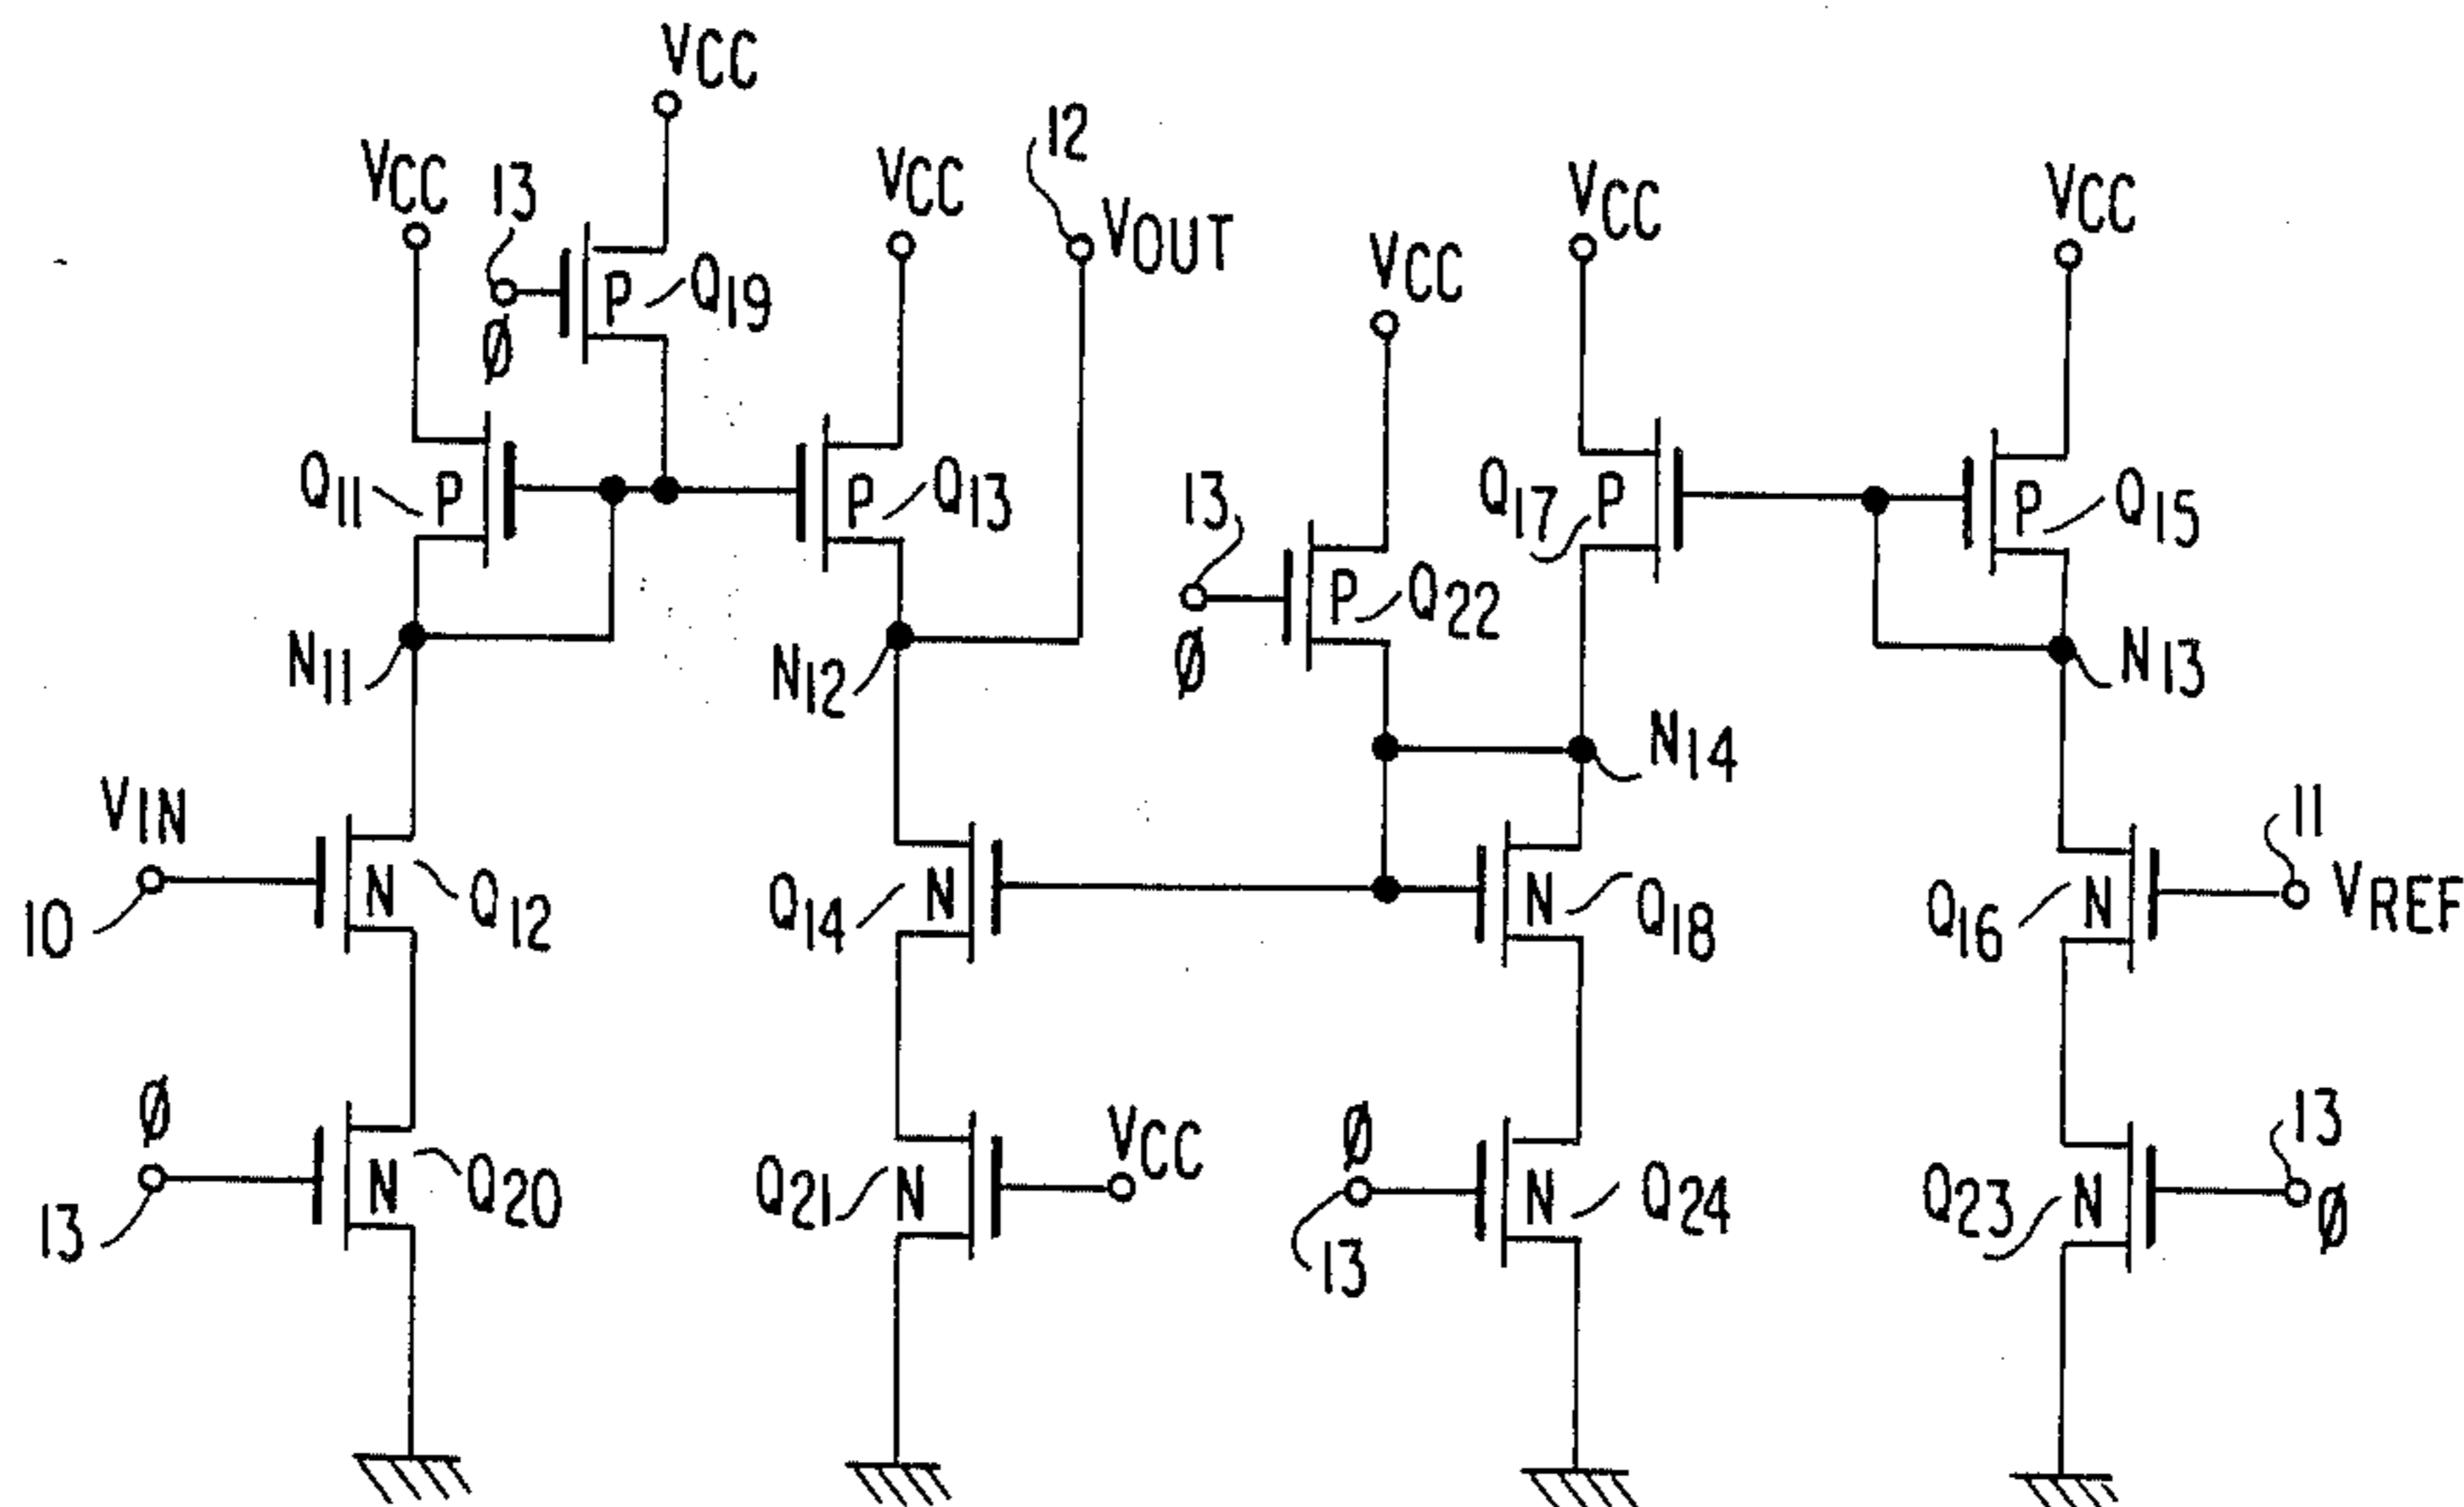 VCC
12
VCC
13
VCC
VOUT
VCC
VCC
VCC
Q19
Ø
Q11
P
P
P
Q13
13
Q17
P
P
Q15
P
Q22
Ø
N11
N12
N13
N14
VIN
11
10
N
Q12
Q14
N
N
Q18
Q16
N
VREF
Ø
VCC
Ø
13
13
N
Q20
Q21
N
13
N
Q24
Q23
N
Ø